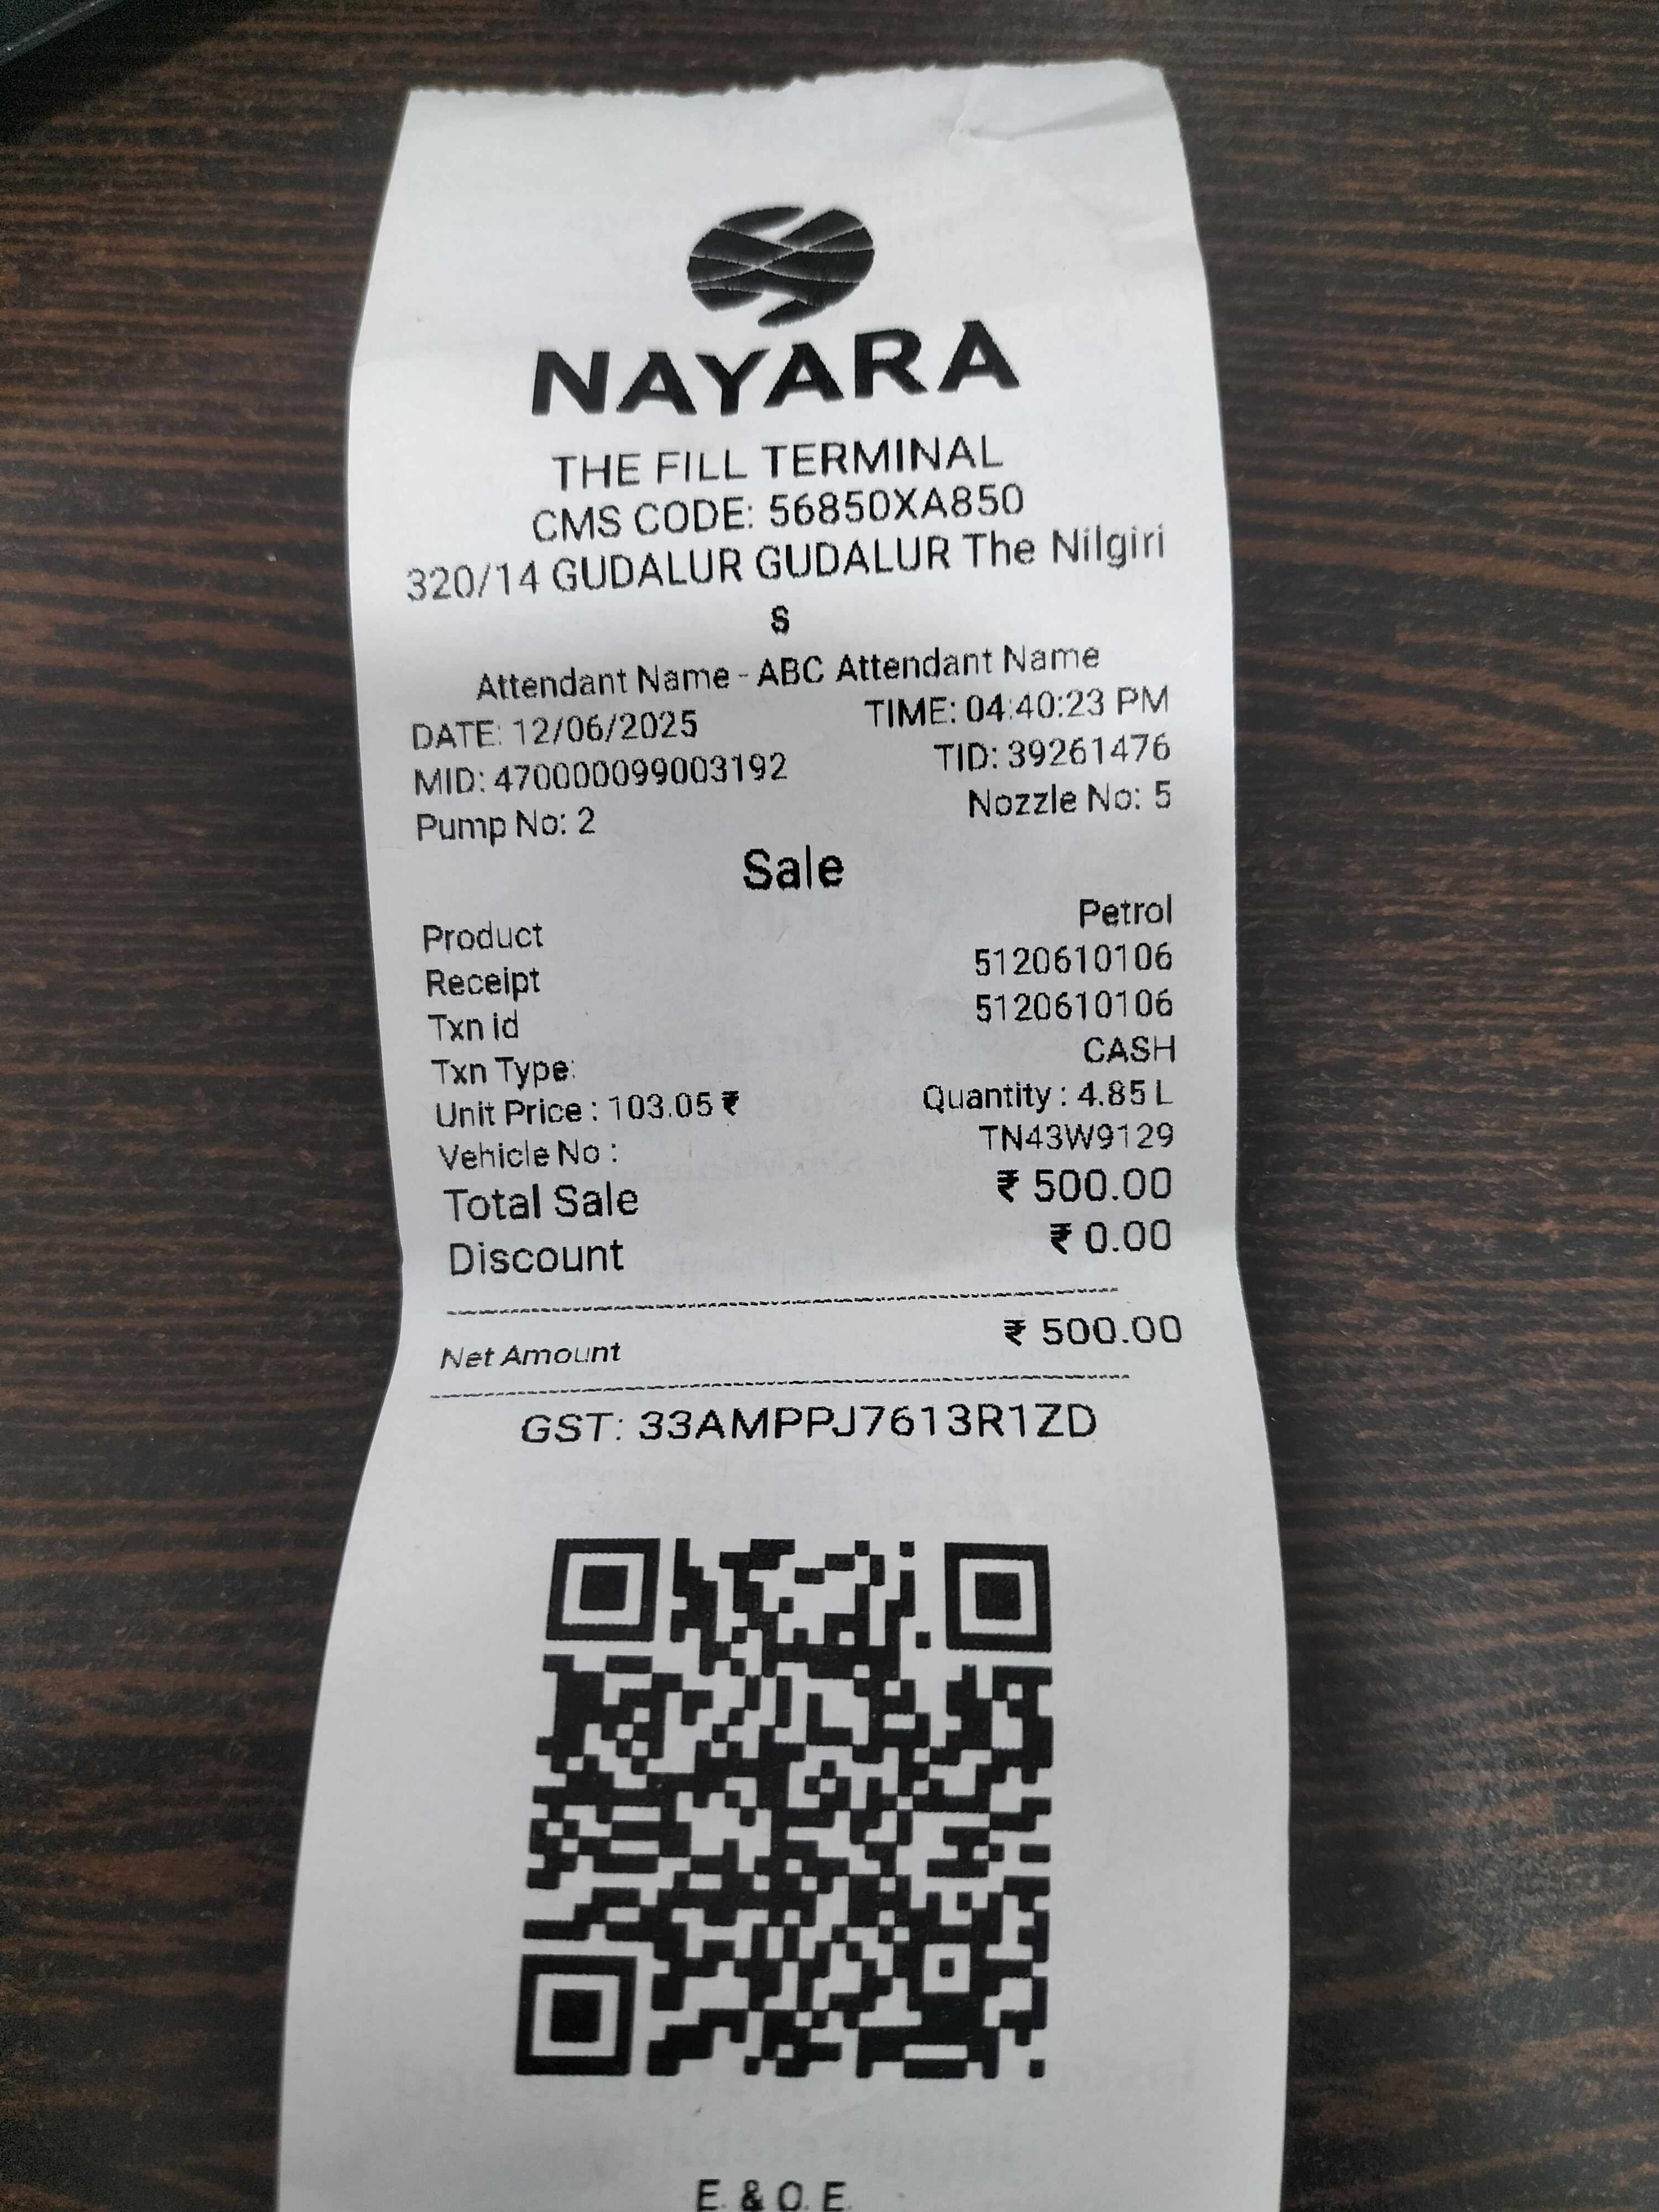 NAYARA
THE FILL TERMINAL
CMS CODE: 56850XA850
320/14 GUDALUR GUDALUR The Nilgiri
s
Attendant Name - ABC Attendant Name
DATE: 12/06/2025 TIME: 04:40:23 PM
MID: 470000099003192 TID: 39261476
Pump No: 2 Nozzle No: 5
Sale
Product Petrol
Receipt 5120610106
Txn id 5120610106
Txn Type: CASH
Unit Price : 103.05 ₹ Quantity : 4.85 L
Vehicle No : TN43W9129
Total Sale ₹ 500.00
Discount ₹ 0.00
Net Amount ₹ 500.00
GST: 33AMPPJ7613R1ZD
E. & O. E.